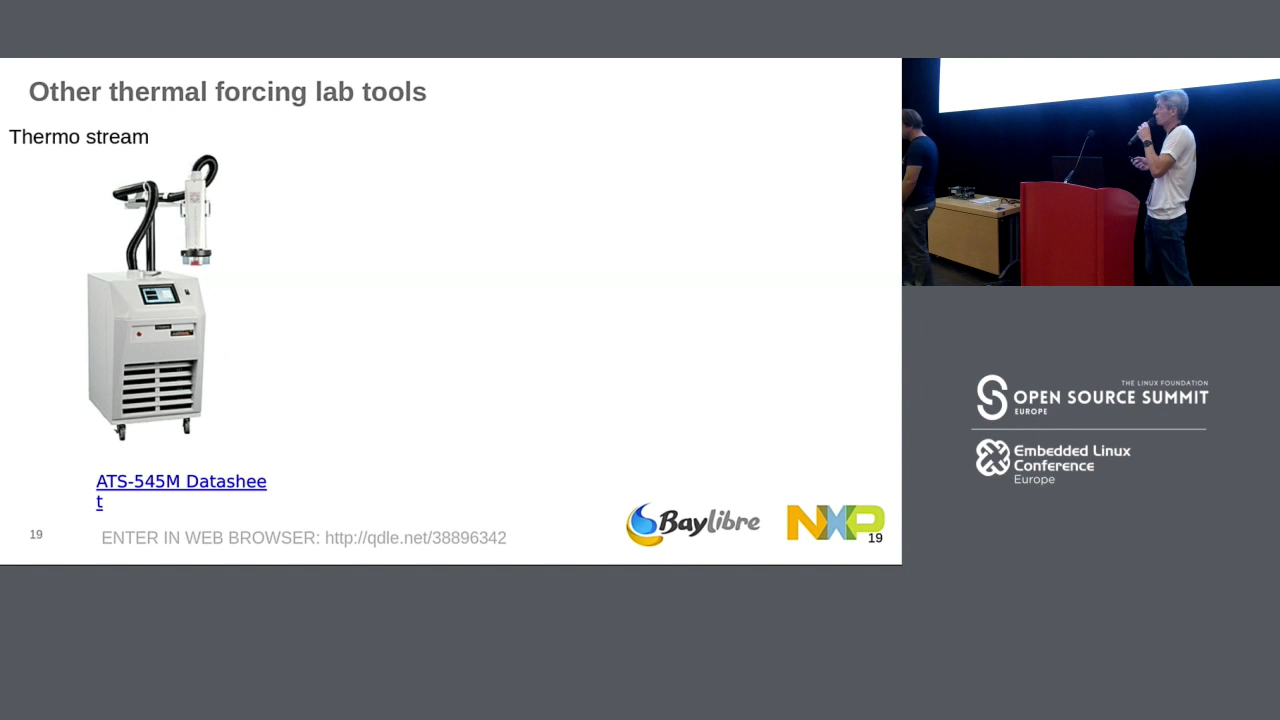 Other thermal forcing lab tools
Thermo stream
ATS-545M Datashee
t
19
ENTER IN WEB BROWSER: http://qdle.net/38896342
Baylibre
NXP
19
THE LINUX FOUNDATION
OPEN SOURCE SUMMIT
EUROPE
Embedded Linux
Conference
Europe